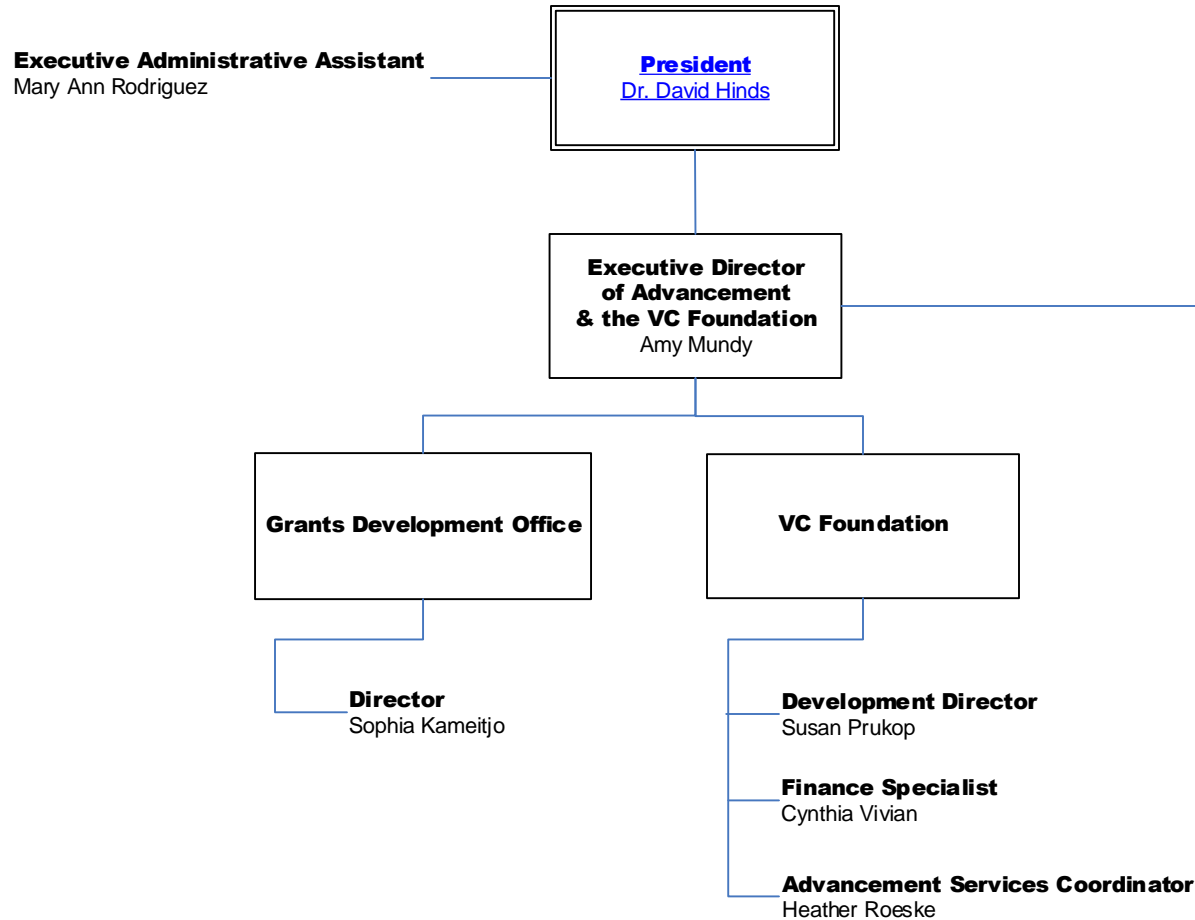 Executive Administrative Assistant
Mary Ann Rodriguez
President
Dr. David Hinds
Executive Director
of Advancement
& the VC Foundation
Amy Mundy
Grants Development Office
VC Foundation
Director
Sophia Kameitjo
Development Director
Susan Prukop
Finance Specialist
Cynthia Vivian
Advancement Services Coordinator
Heather Roeske